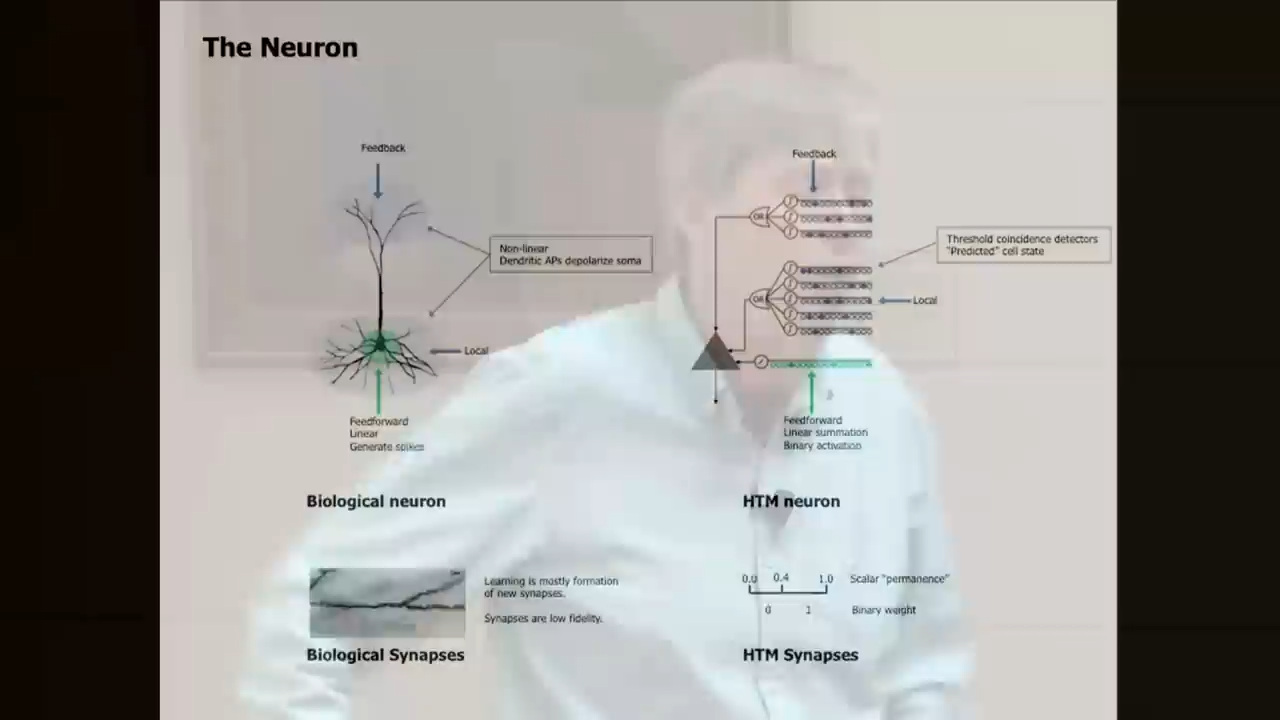 The Neuron
Feedback
Non-linear
Dendritic APs depolarize soma
Local
Feedforward
Linear
Generate spikes
Biological neuron
Feedback
OR
Threshold coincidence detectors
"Predicted" cell state
OR
Local
Feedforward
Linear summation
Binary activation
HTM neuron
Learning is mostly formation
of new synapses.
Synapses are low fidelity.
Biological Synapses
0.0 0.4 1.0 Scalar "permanence"
0 1 Binary weight
HTM Synapses